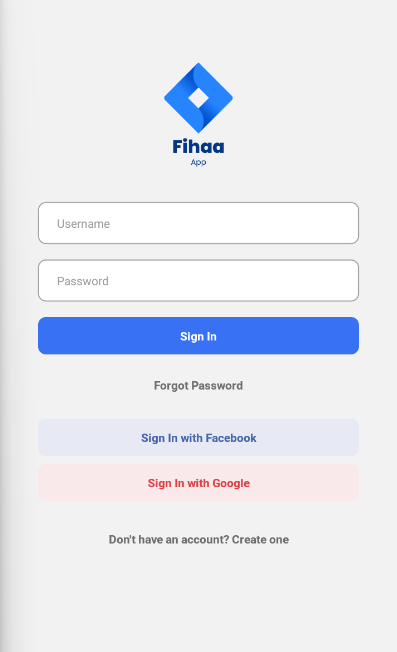 Fihaa
App
Username
Password
Sign In
Forgot Password
Sign In with Facebook
Sign In with Google
Don't have an account? Create one